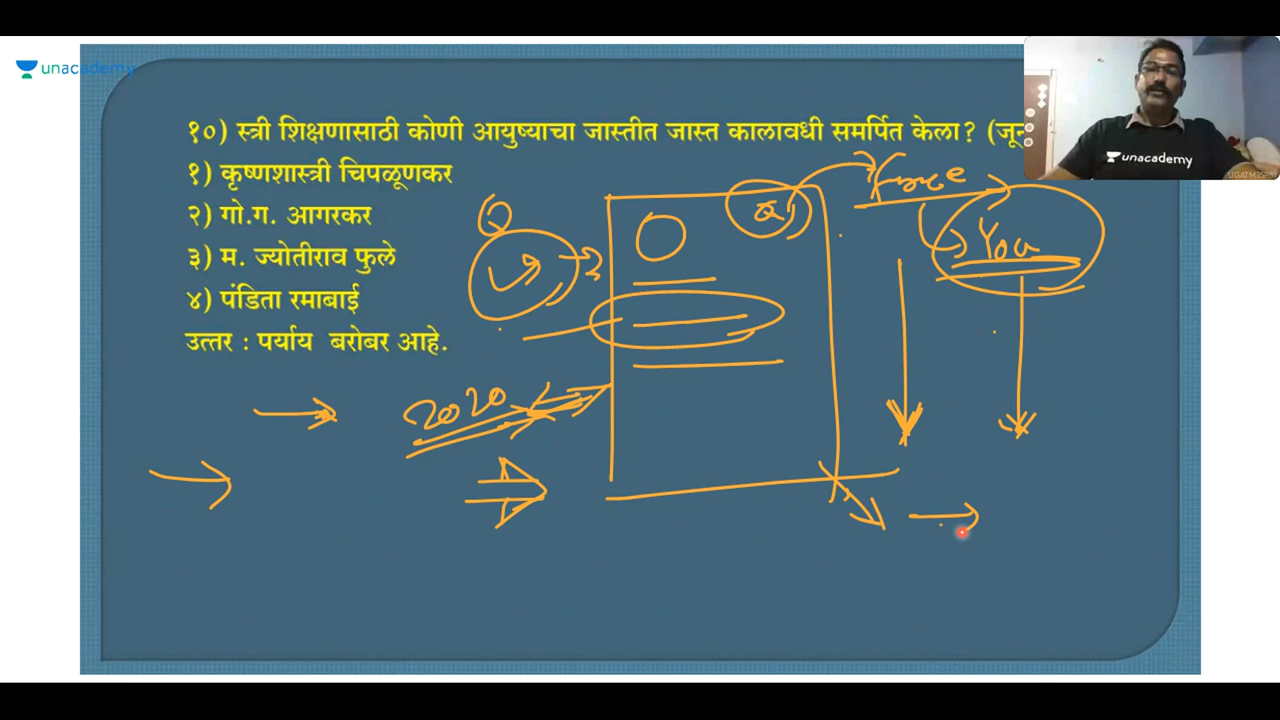 unacademy
१०) स्त्री शिक्षणासाठी कोणी आयुष्याचा जास्तीत जास्त कालावधी समर्पित केला? (जून
१) कृष्णशास्त्री चिपळूणकर
२) गो.ग. आगरकर
३) म. ज्योतीराव फुले
४) पंडिता रमाबाई
उत्तर : पर्याय बरोबर आहे.
Force
You
2020
unacademy
UGATM35R81